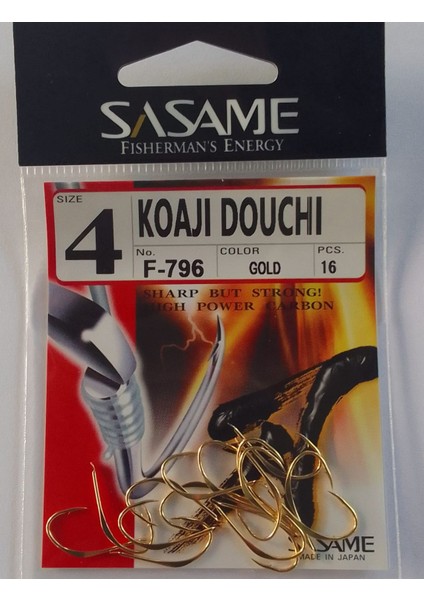 SASAME
FISHERMAN'S ENERGY
SIZE
4
KOAJI DOUCHI
No. COLOR PCS.
F-796 GOLD 16
SHARP BUT STRONG!
HIGH POWER CARBON
SASAME
MADE IN JAPAN